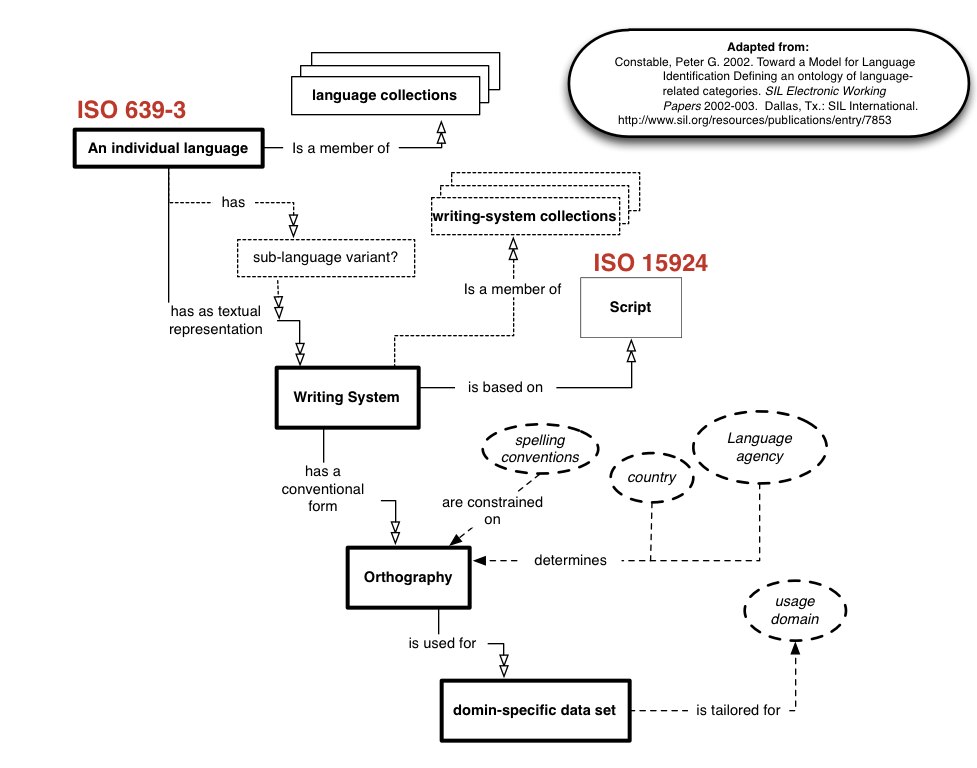 Adapted from:
Constable, Peter G. 2002. Toward a Model for Language
Identification Defining an ontology of language-
related categories. SIL Electronic Working
Papers 2002-003. Dallas, Tx.: SIL International.
http://www.sil.org/resources/publications/entry/7853
language collections
ISO 639-3
An individual language
Is a member of
has
writing-system collections
sub-language variant?
ISO 15924
Is a member of
Script
has as textual
representation
is based on
Writing System
spelling
conventions
Language
agency
country
has a
conventional
form
are constrained
on
determines
Orthography
usage
domain
is used for
domin-specific data set
is tailored for